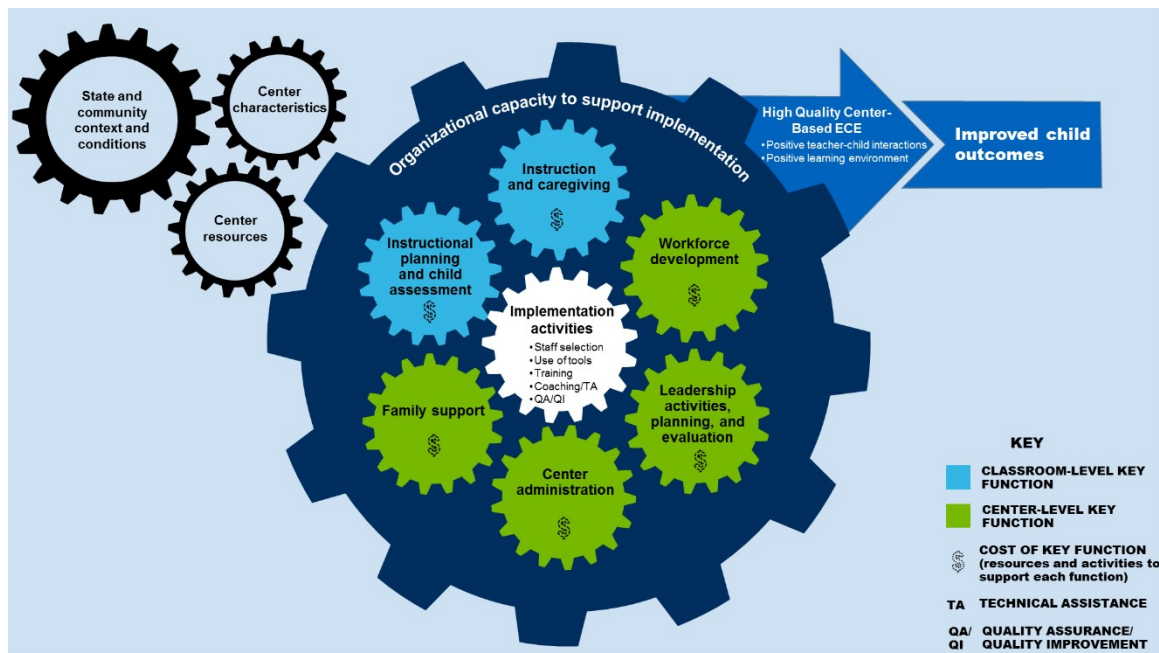 State and
community
context and
conditions
Center
characteristics
Center
resources
Organizational capacity to support implementation
Instruction
and caregiving
$
Instructional
planning
and child
assessment
$
Workforce
development
$
Implementation
activities
•Staff selection
•Use of tools
•Training
•Coaching/TA
•QA/QI
Family support
$
Leadership
activities,
planning, and
evaluation
$
Center
administration
$
High Quality Center-
Based ECE
•Positive teacher-child interactions
•Positive learning environment
Improved child
outcomes
KEY
CLASSROOM-LEVEL KEY
FUNCTION
CENTER-LEVEL KEY
FUNCTION
$ COST OF KEY FUNCTION
(resources and activities to
support each function)
TA TECHNICAL ASSISTANCE
QA/ QUALITY ASSURANCE/
QI QUALITY IMPROVEMENT